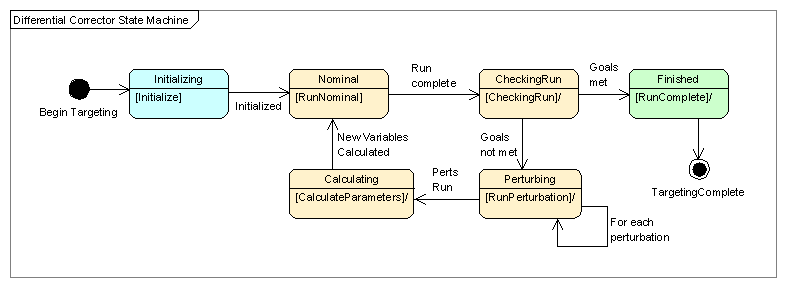 Differential Corrector State Machine
Begin Targeting
Initializing
[Initialize]
Initialized
Nominal
[RunNominal]
Run
complete
CheckingRun
[CheckingRun]/
Goals
met
Finished
[RunComplete]/
TargetingComplete
Goals
not met
Perturbing
[RunPerturbation]/
For each
perturbation
Perts
Run
Calculating
[CalculateParameters]/
New Variables
Calculated